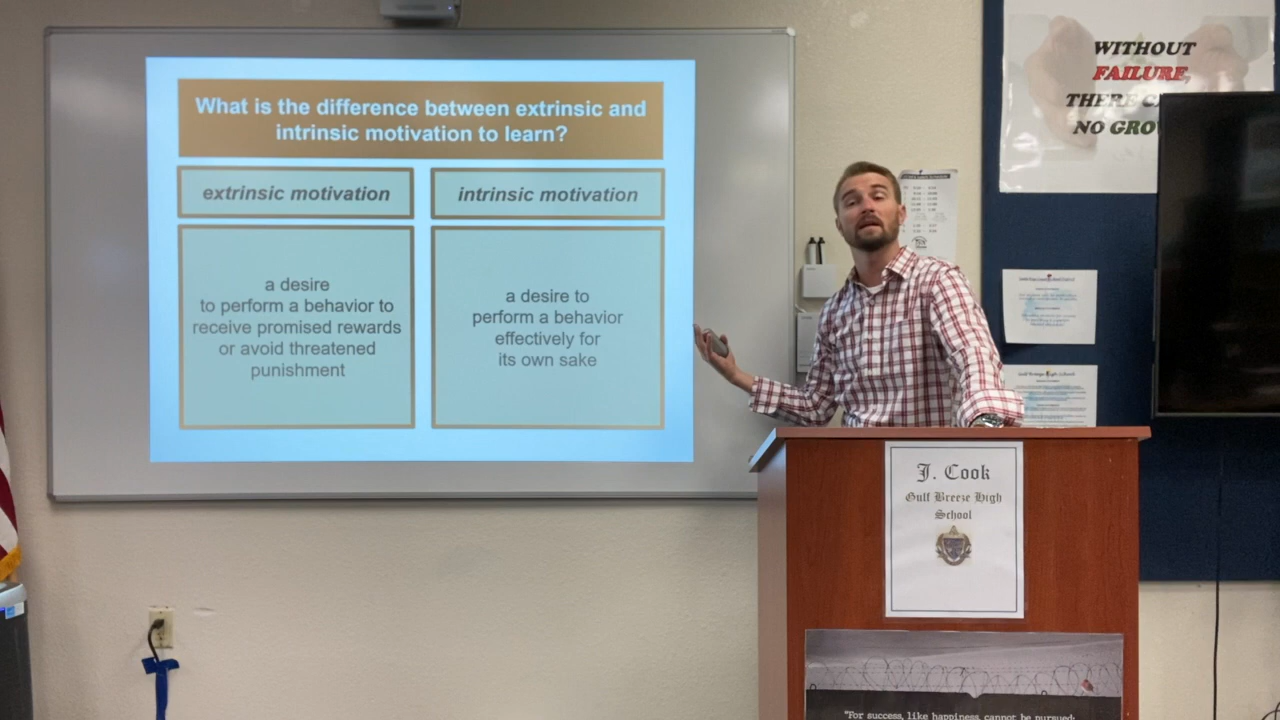 What is the difference between extrinsic and
intrinsic motivation to learn?
extrinsic motivation
intrinsic motivation
a desire
to perform a behavior to
receive promised rewards
or avoid threatened
punishment
a desire to
perform a behavior
effectively for
its own sake
WITHOUT
FAILURE,
THERE
NO
J. Cook
Gulf Breeze High
School
"For success, like happiness, cannot be pursued;